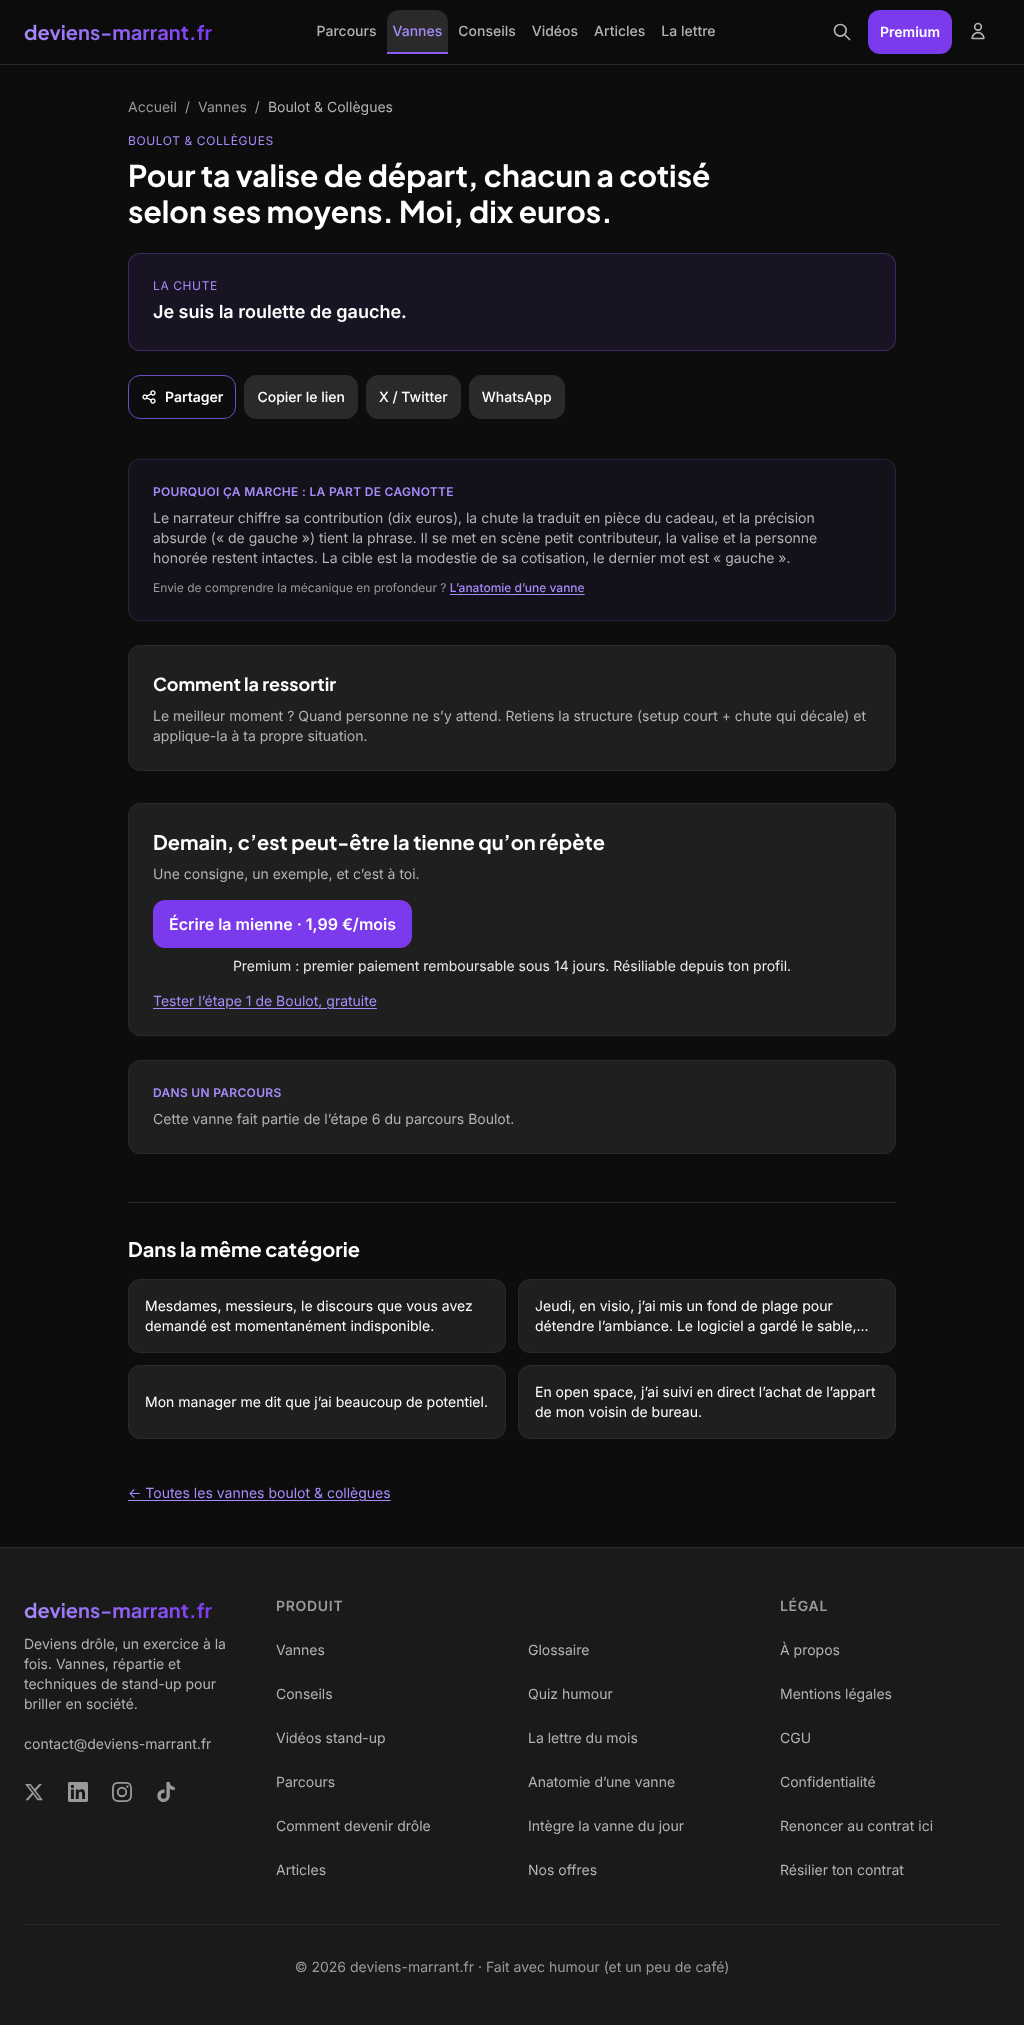 deviens-marrant.fr
Parcours
Vannes
Conseils
Vidéos
Articles
La lettre
Premium
Accueil / Vannes / Boulot & Collègues
BOULOT & COLLÈGUES
Pour ta valise de départ, chacun a cotisé
selon ses moyens. Moi, dix euros.
LA CHUTE
Je suis la roulette de gauche.
Partager
Copier le lien
X / Twitter
WhatsApp
POURQUOI ÇA MARCHE : LA PART DE CAGNOTTE
Le narrateur chiffre sa contribution (dix euros), la chute la traduit en pièce du cadeau, et la précision
absurde (« de gauche ») tient la phrase. Il se met en scène petit contributeur, la valise et la personne
honorée restent intactes. La cible est la modestie de sa cotisation, le dernier mot est « gauche ».
Envie de comprendre la mécanique en profondeur ? L’anatomie d’une vanne
Comment la ressortir
Le meilleur moment ? Quand personne ne s’y attend. Retiens la structure (setup court + chute qui décale) et
applique-la à ta propre situation.
Demain, c’est peut-être la tienne qu’on répète
Une consigne, un exemple, et c’est à toi.
Écrire la mienne · 1,99 €/mois
Premium : premier paiement remboursable sous 14 jours. Résiliable depuis ton profil.
Tester l’étape 1 de Boulot, gratuite
DANS UN PARCOURS
Cette vanne fait partie de l’étape 6 du parcours Boulot.
Dans la même catégorie
Mesdames, messieurs, le discours que vous avez
demandé est momentanément indisponible.
Jeudi, en visio, j’ai mis un fond de plage pour
détendre l’ambiance. Le logiciel a gardé le sable,...
Mon manager me dit que j’ai beaucoup de potentiel.
En open space, j’ai suivi en direct l’achat de l’appart
de mon voisin de bureau.
← Toutes les vannes boulot & collègues
deviens-marrant.fr
Deviens drôle, un exercice à la
fois. Vannes, répartie et
techniques de stand-up pour
briller en société.
contact@deviens-marrant.fr
PRODUIT
Vannes
Conseils
Vidéos stand-up
Parcours
Comment devenir drôle
Articles
Glossaire
Quiz humour
La lettre du mois
Anatomie d’une vanne
Intègre la vanne du jour
Nos offres
LÉGAL
À propos
Mentions légales
CGU
Confidentialité
Renoncer au contrat ici
Résilier ton contrat
© 2026 deviens-marrant.fr · Fait avec humour (et un peu de café)